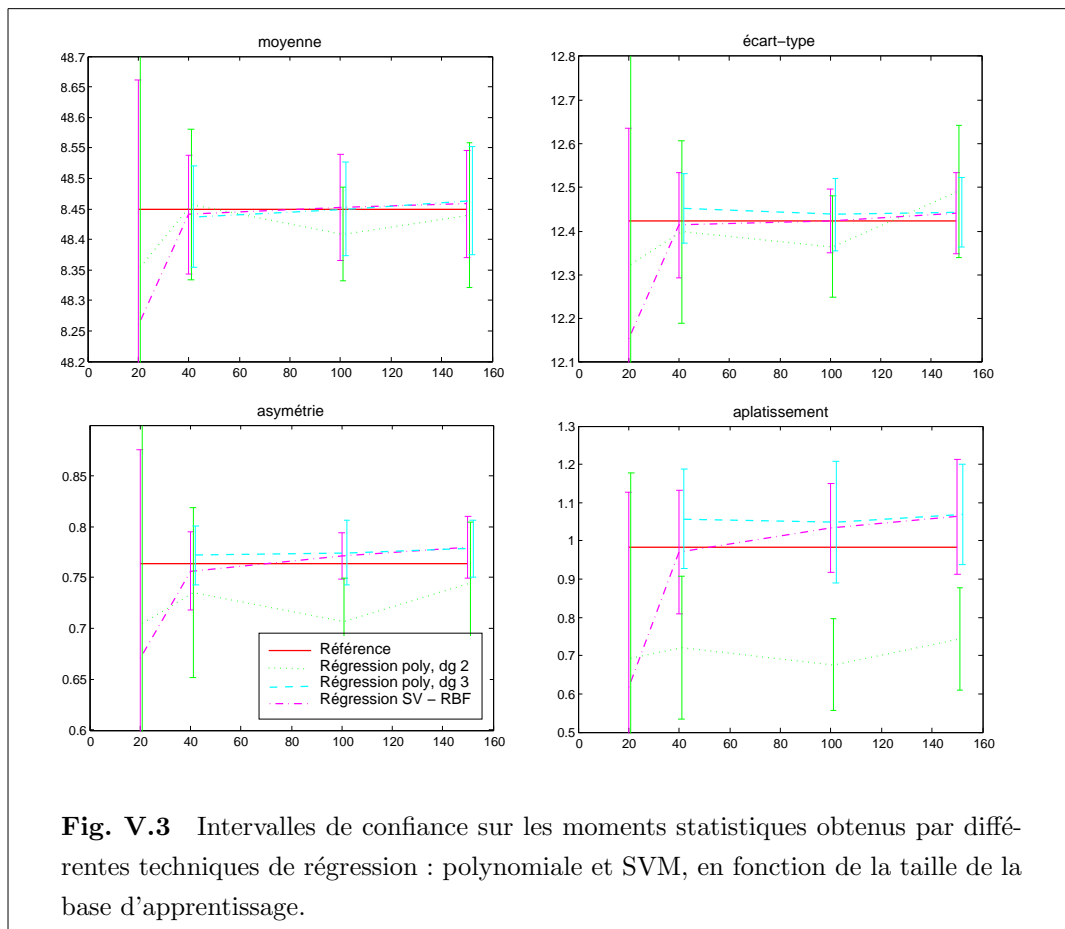 moyenne
48.7
8.65
48.6
8.55
48.5
8.45
48.4
8.35
48.3
8.25
48.2
0 20 40 60 80 100 120 140 160
écart−type
12.8
12.7
12.6
12.5
12.4
12.3
12.2
12.1
0 20 40 60 80 100 120 140 160
asymétrie
0.85
0.8
0.75
0.7
0.65
0.6
0 20 40 60 80 100 120 140 160
Référence
Régression poly, dg 2
Régression poly, dg 3
Régression SV − RBF
aplatissement
1.3
1.2
1.1
1
0.9
0.8
0.7
0.6
0.5
0 20 40 60 80 100 120 140 160
Fig. V.3 Intervalles de confiance sur les moments statistiques obtenus par diffé-
rentes techniques de régression : polynomiale et SVM, en fonction de la taille de la
base d'apprentissage.